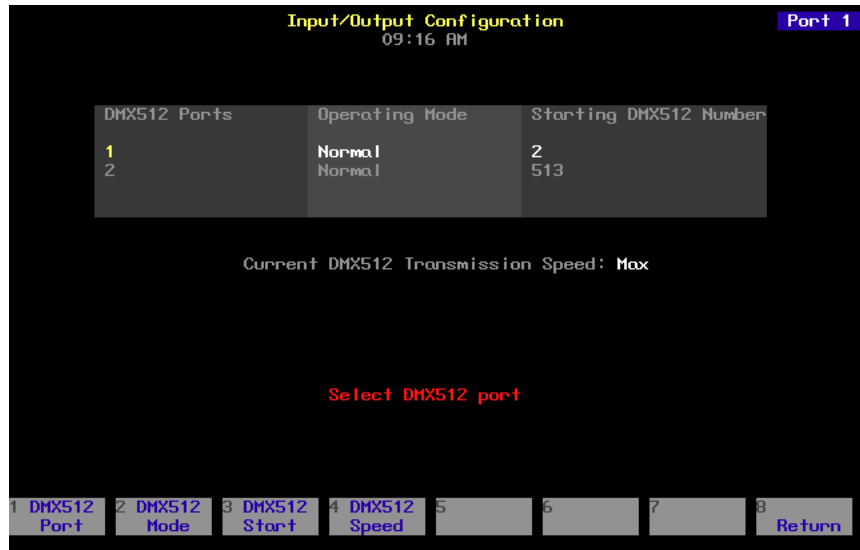 Input/Output Configuration
Port 1
09:16 AM
DMX512 Ports Operating Mode Starting DMX512 Number
1 Normal 2
2 Normal 513
Current DMX512 Transmission Speed: Max
Select DMX512 port
1 DMX512 2 DMX512 3 DMX512 4 DMX512 5 6 7 8
Port Mode Start Speed Return